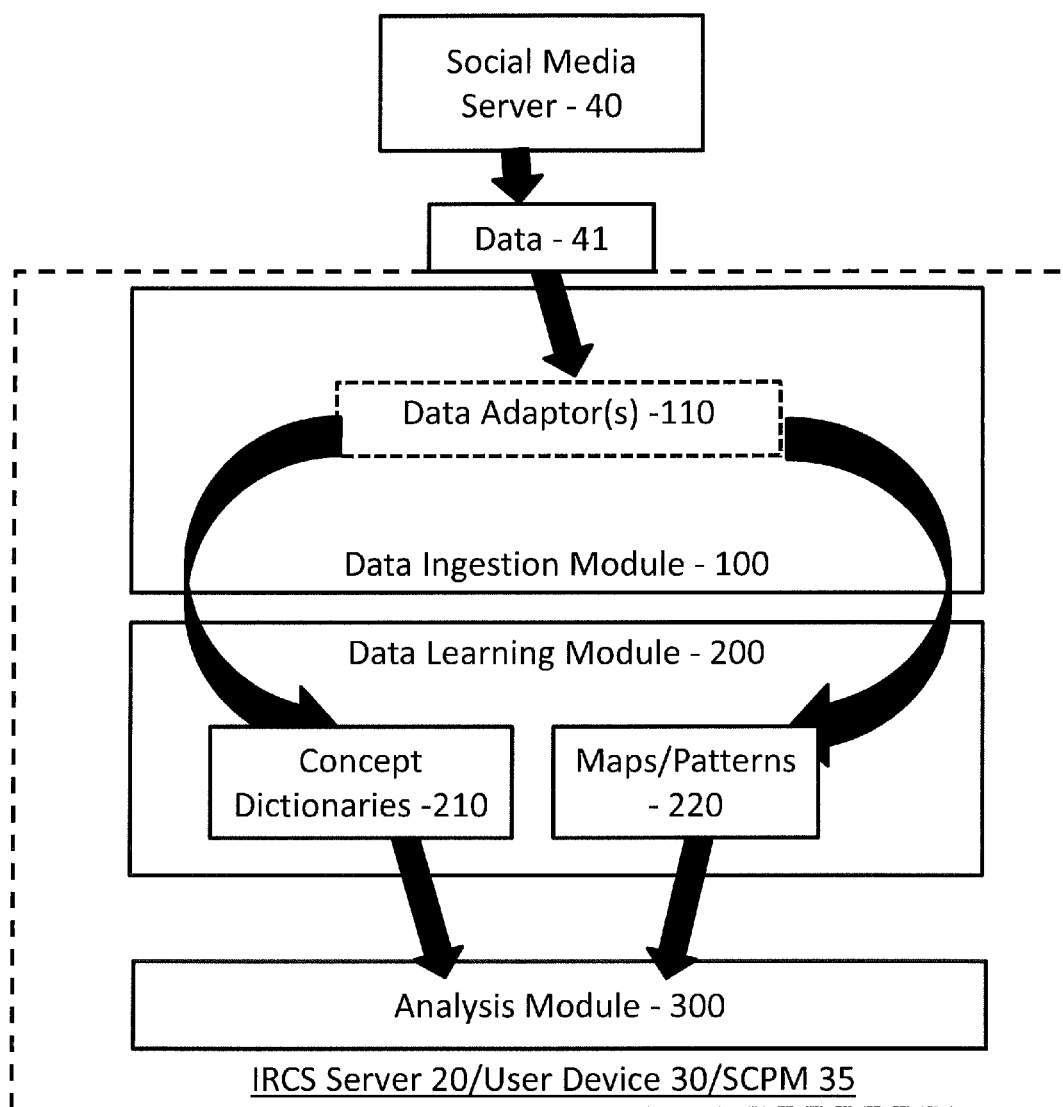 Social Media
Server - 40
Data - 41
Data Adaptor(s) -110
Data Ingestion Module - 100
Data Learning Module - 200
Concept
Dictionaries -210
Maps/Patterns
- 220
Analysis Module - 300
IRCS Server 20/User Device 30/SCPM 35